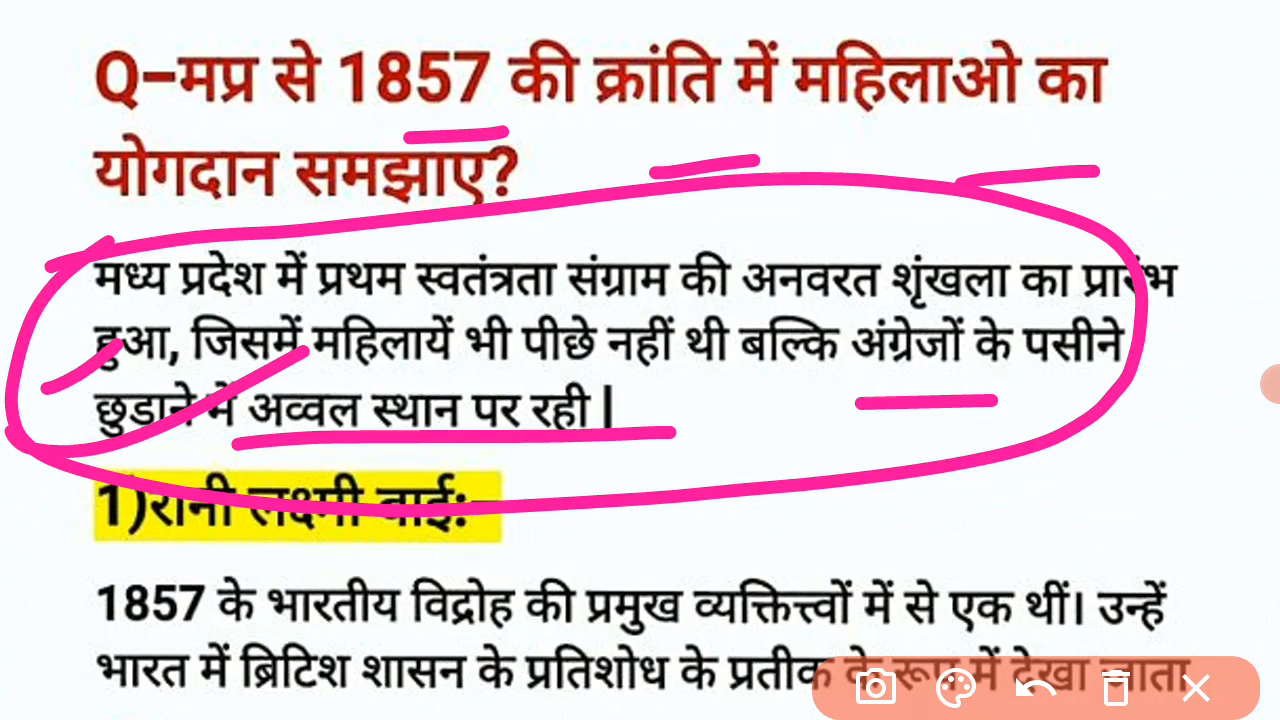 Q–मप्र से 1857 की क्रांति में महिलाओ का
योगदान समझाए?
मध्य प्रदेश में प्रथम स्वतंत्रता संग्राम की अनवरत शृंखला का प्रारंभ
हुआ, जिसमें महिलायें भी पीछे नहीं थी बल्कि अंग्रेजों के पसीने
छुडाने में अव्वल स्थान पर रही |
1)रानी लक्ष्मी बाई:-
1857 के भारतीय विद्रोह की प्रमुख व्यक्तित्त्वों में से एक थीं। उन्हें
भारत में ब्रिटिश शासन के प्रतिशोध के प्रतीक के रूप में देखा जाता